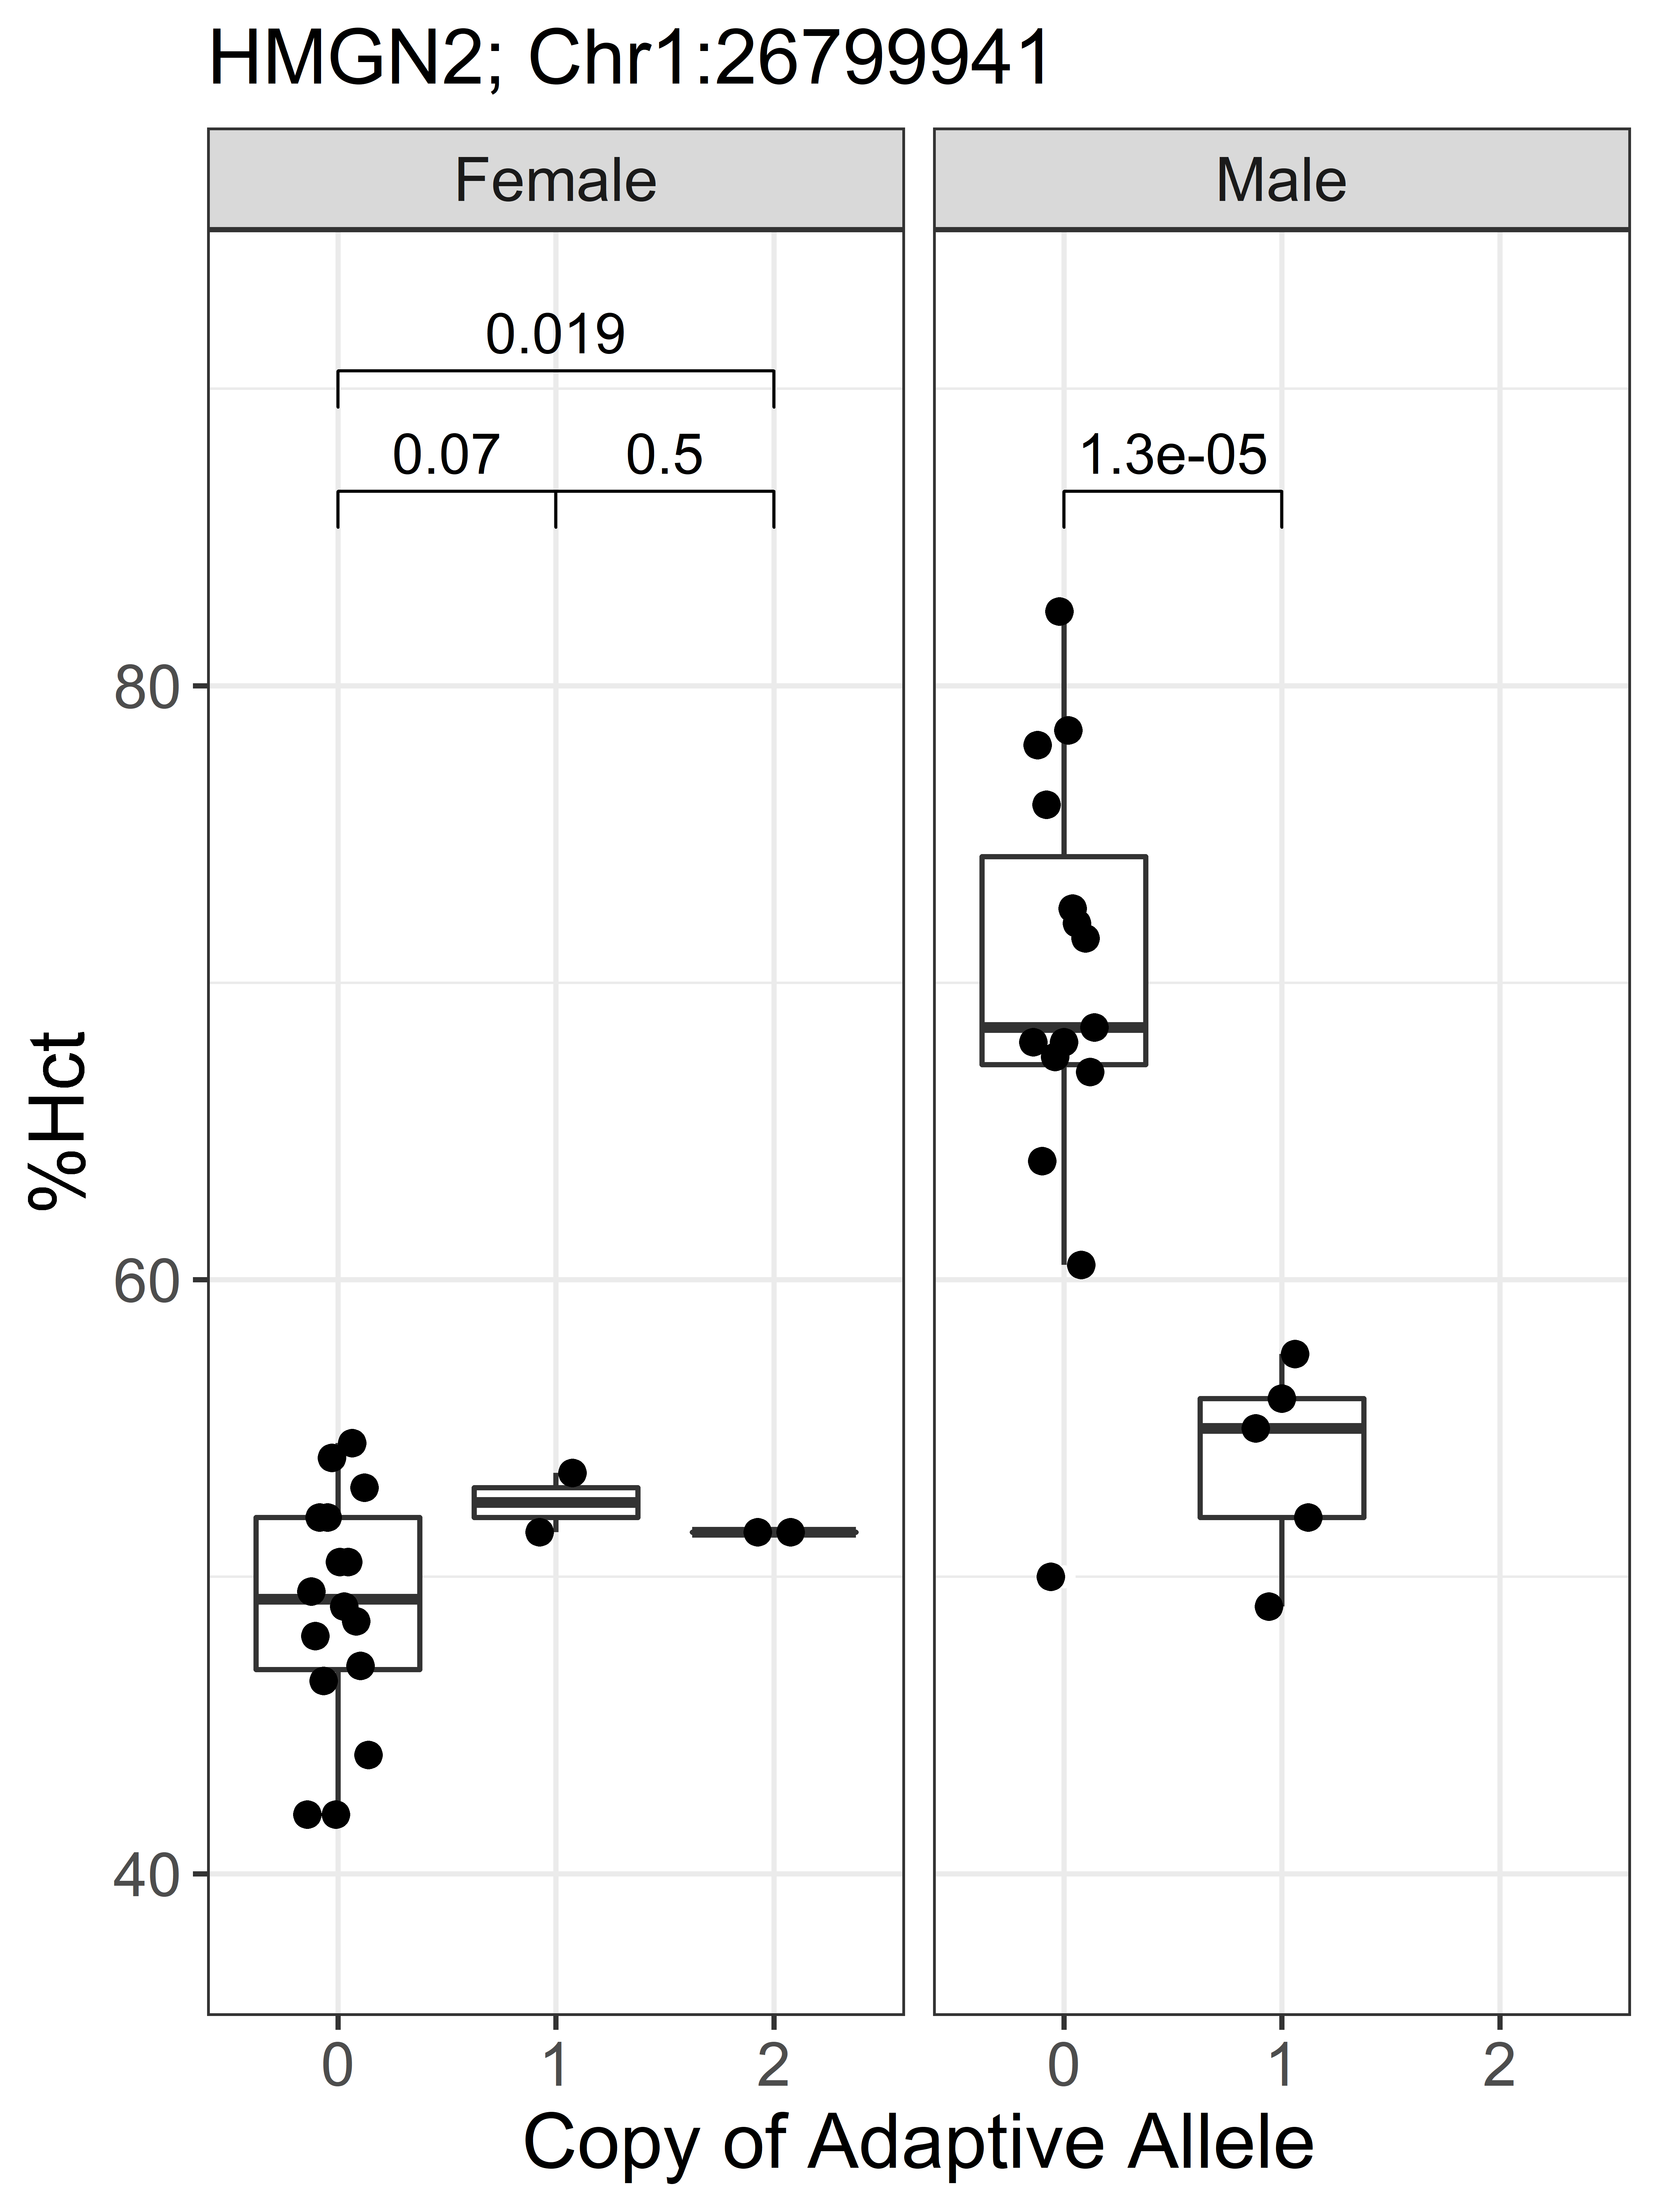 HMGN2; Chr1:26799941
Female
Male
0.019
0.07
0.5
1.3e-05
80
60
40
%Hct
0 1 2
0 1 2
Copy of Adaptive Allele